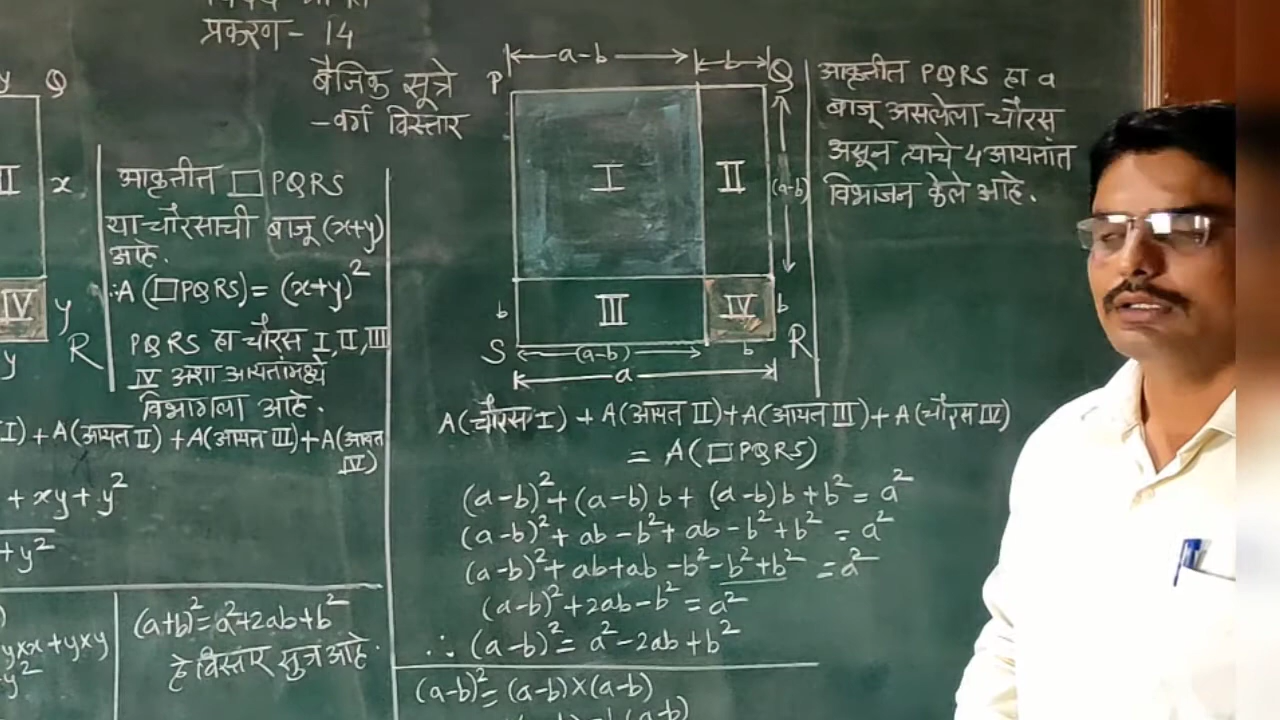 प्रकरण - 14
बैजिक सूत्रे
- वर्ग विस्तार
y Q
II x
IV y
y R
आकृतीत □PQRS
या चौरसाची बाजू (x+y)
आहे.
∴A (□PQRS) = (x+y)²
PQRS हा चौरस I, II, III
IV अशा आयतांमध्ये
विभागला आहे.
I) + A(आयत II) + A(आयत III) + A(आयत
IV)
+ xy + y²
+ y²
y×x + y×y
y²
(a+b)² = a²+2ab+b²
हे विस्तार सूत्र आहे.
a-b b
P Q
I II (a-b)
b III IV b
S (a-b) b R
a
आकृतीत PQRS हा a
बाजू असलेला चौरस
असून त्याचे 4 आयतांत
विभाजन केले आहे.
A(चौरस I) + A(आयत II) + A(आयत III) + A(चौरस IV)
= A(□PQRS)
(a-b)² + (a-b) b + (a-b) b + b² = a²
(a-b)² + ab - b² + ab - b² + b² = a²
(a-b)² + ab + ab - b² - b² + b² = a²
(a-b)² + 2ab - b² = a²
∴ (a-b)² = a² - 2ab + b²
(a-b)² = (a-b) × (a-b)